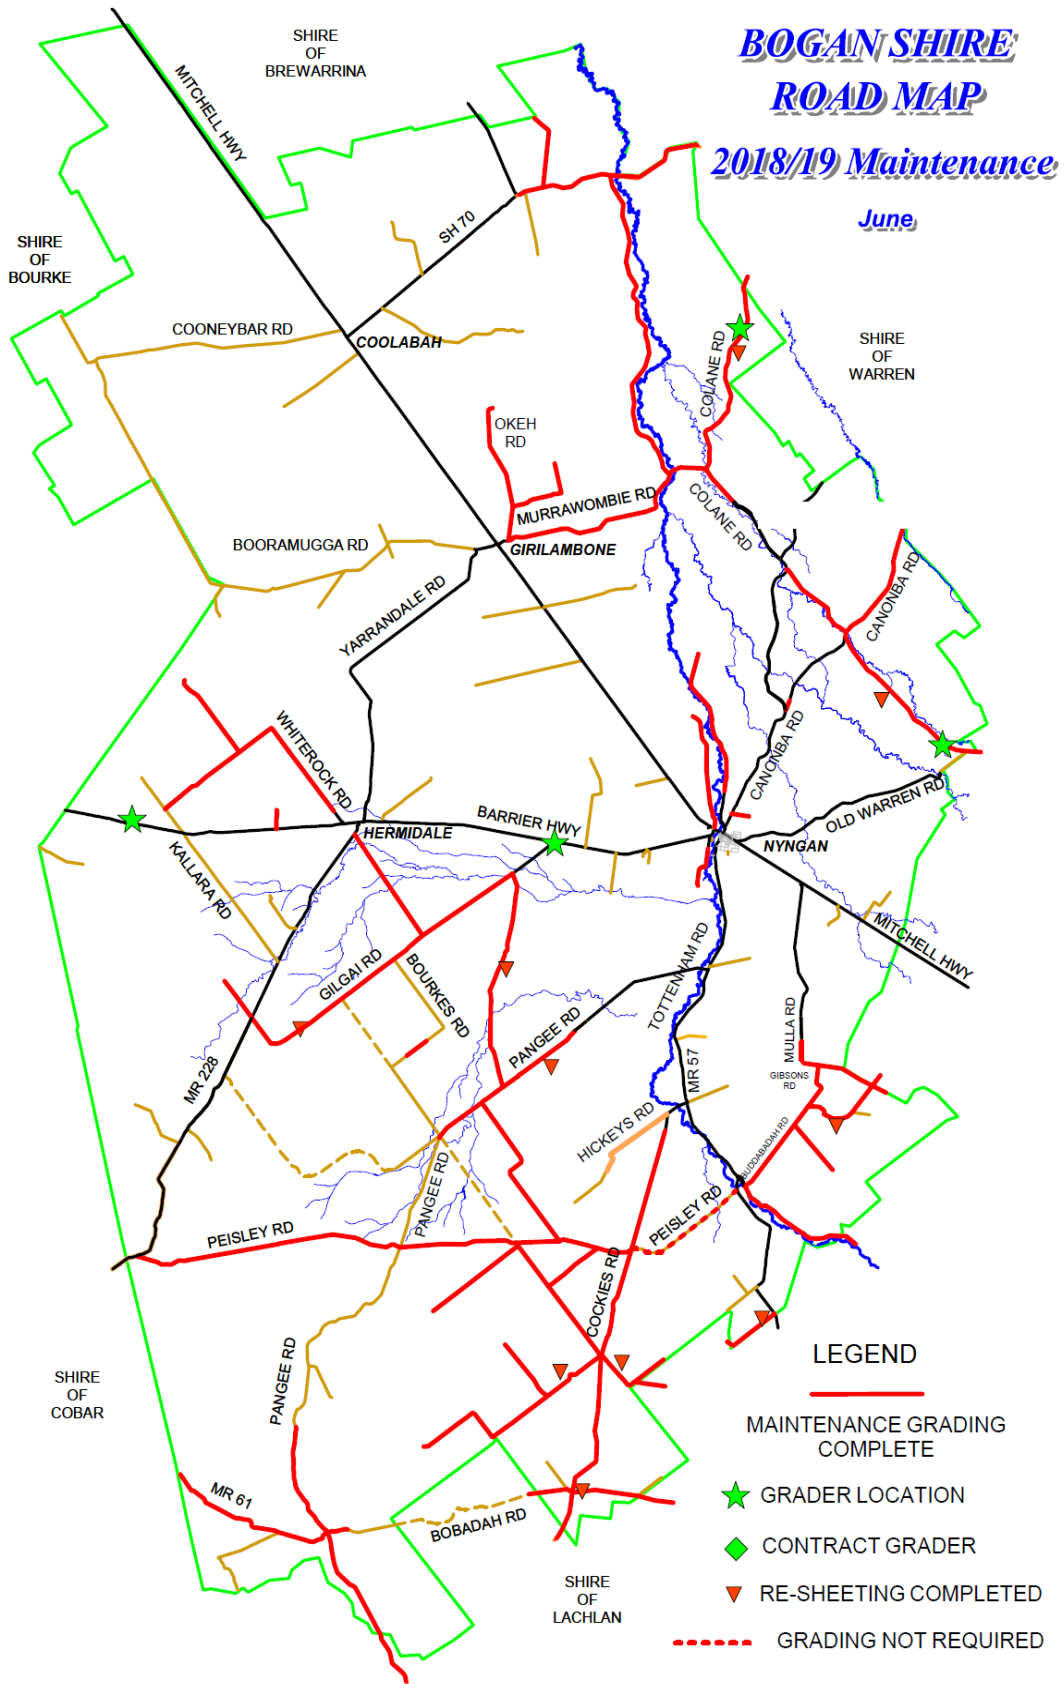 BOGAN SHIRE
ROAD MAP
2018/19 Maintenance
June
SHIRE
OF
BREWARRINA
MITCHELL HWY
SH 70
SHIRE
OF
BOURKE
COONEYBAR RD
COOLABAH
COLANE RD
SHIRE
OF
WARREN
OKEH
RD
MURRAWOMBIE RD
COLANE RD
BOORAMUGGA RD
GIRILAMBONE
YARRANDALE RD
CANONBA RD
WHITEROCK RD
CANONBA RD
BARRIER HWY
OLD WARREN RD
HERMIDALE
NYNGAN
KALLARA RD
MITCHELL HWY
GILGAI RD
BOURKES RD
TOTTENHAM RD
PANGEE RD
MULLA RD
MR 228
MR 57
GIBSONS
RD
HICKEYS RD
BUDDABADAH RD
PANGEE RD
PEISLEY RD
PEISLEY RD
COCKIES RD
PANGEE RD
SHIRE
OF
COBAR
MR 61
BOBADAH RD
SHIRE
OF
LACHLAN
LEGEND
MAINTENANCE GRADING
COMPLETE
GRADER LOCATION
CONTRACT GRADER
RE-SHEETING COMPLETED
GRADING NOT REQUIRED